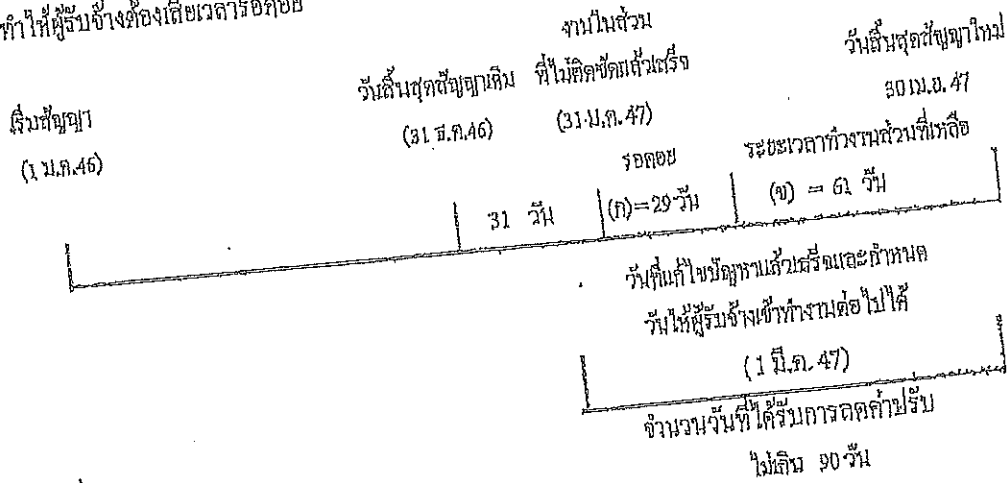 ทำให้ผู้รับจ้างต้องเสียเวลารอคอย
เริ่มสัญญา
(1 ม.ค.46)
วันสิ้นสุดสัญญาเดิม
(31 ธ.ค.46)
งานในส่วน
ที่ไม่ติดขัดแล้วเสร็จ
(31 ม.ค.47)
วันสิ้นสุดสัญญาใหม่
30 เม.ย. 47
31 วัน
รอคอย
(ก)=29 วัน
ระยะเวลาทำงานส่วนที่เหลือ
(ข) = 61 วัน
วันที่แก้ไขปัญหาแล้วเสร็จและกำหนด
วันให้ผู้รับจ้างเข้าทำงานต่อไปได้
(1 มี.ค. 47)
จำนวนวันที่ได้รับการลดค่าปรับ
ไม่เกิน 90 วัน